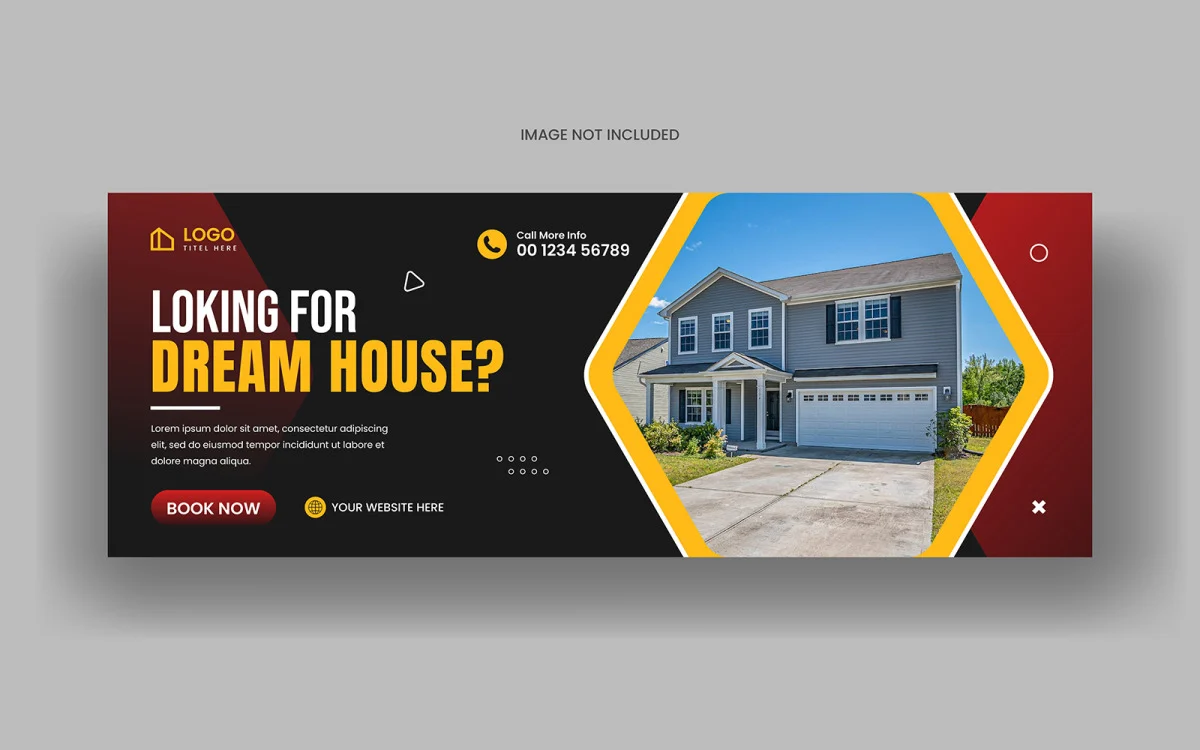 IMAGE NOT INCLUDED
LOGO
TITEL HERE
Call More Info
00 1234 56789
LOKING FOR
DREAM HOUSE?
Lorem ipsum dolor sit amet, consectetur adipiscing
elit, sed do eiusmod tempor incididunt ut labore et
dolore magna aliqua.
BOOK NOW
YOUR WEBSITE HERE